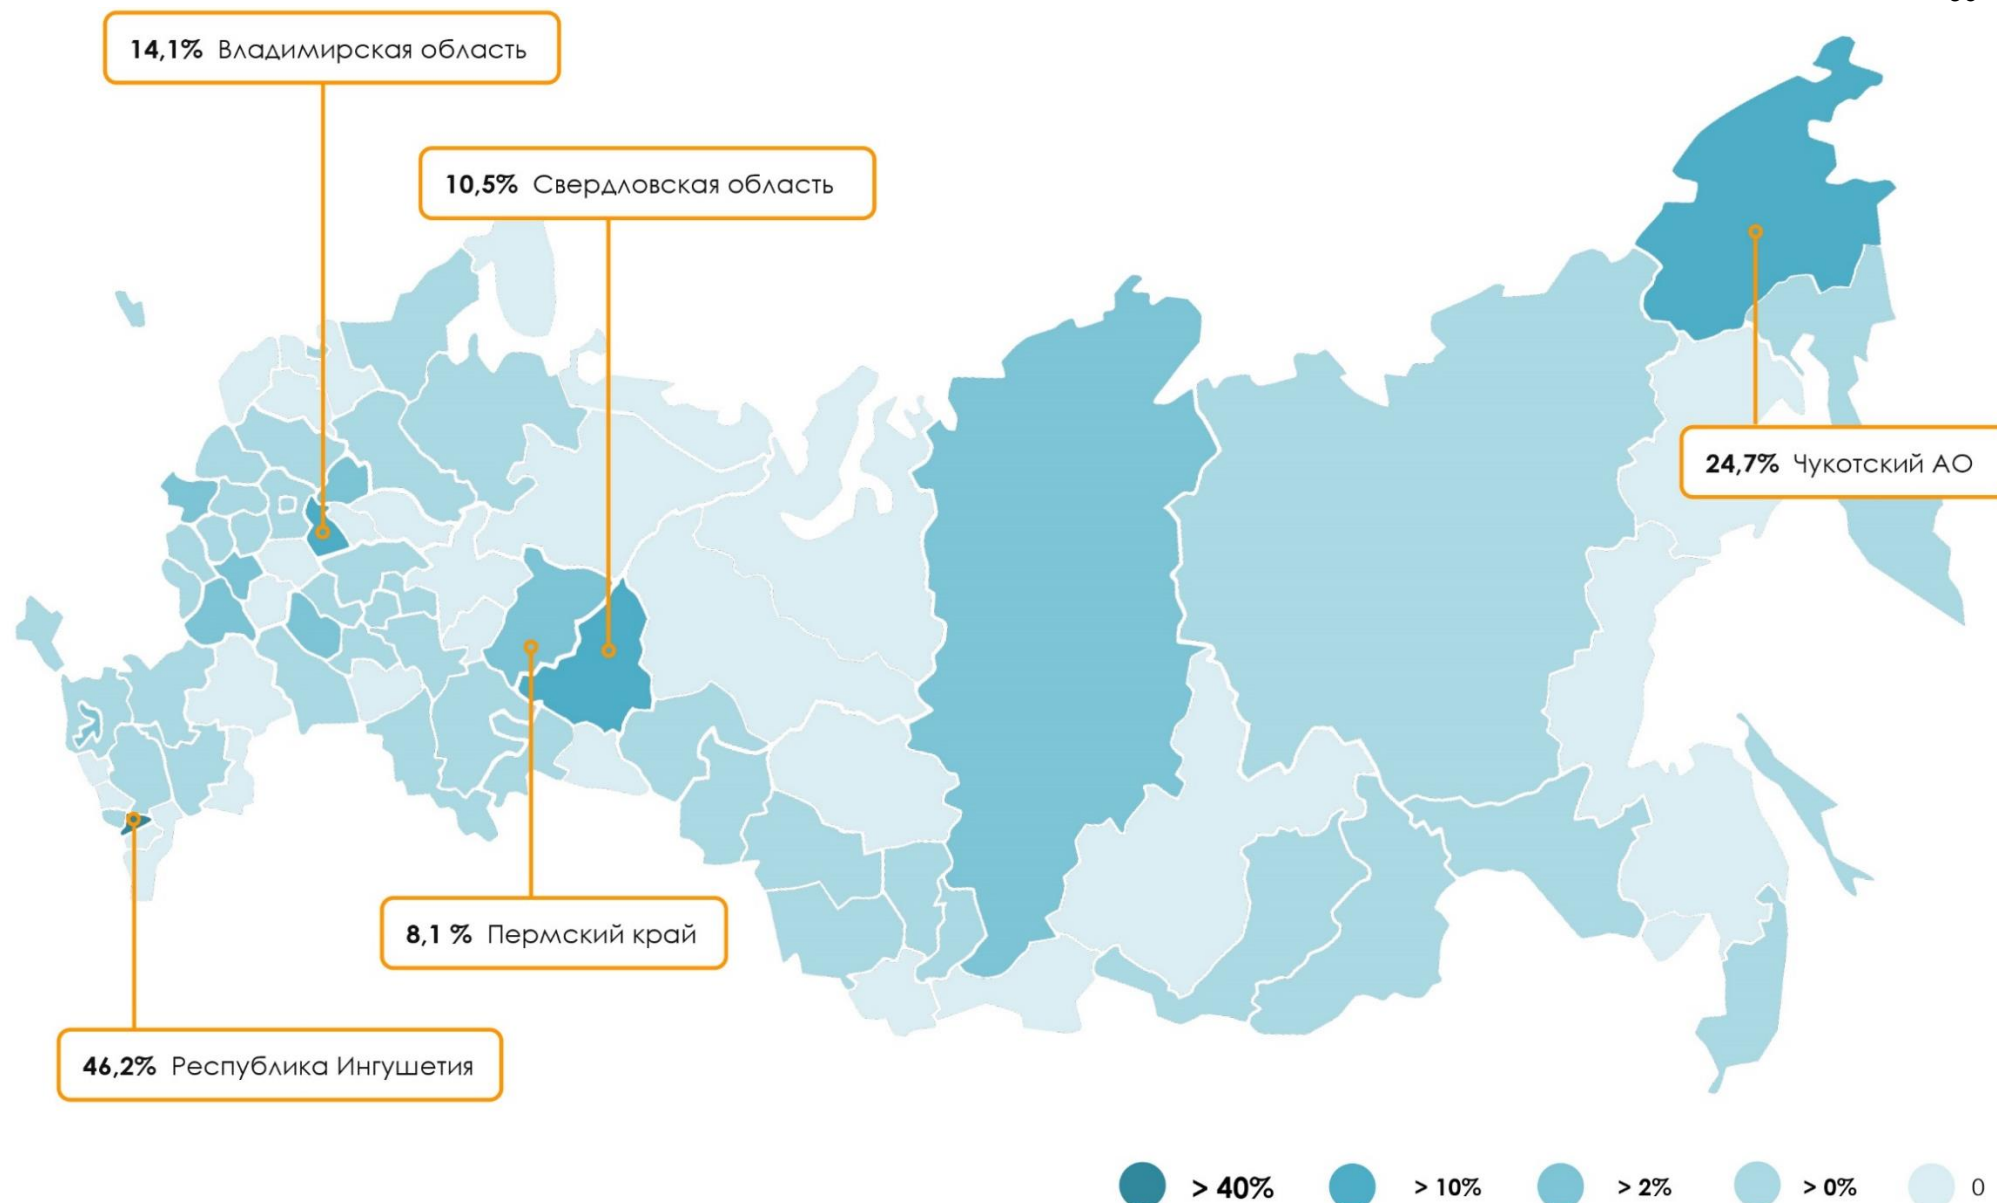 14,1% Владимирская область
10,5% Свердловская область
24,7% Чукотский АО
8,1 % Пермский край
46,2% Республика Ингушетия
> 40% > 10% > 2% > 0% 0